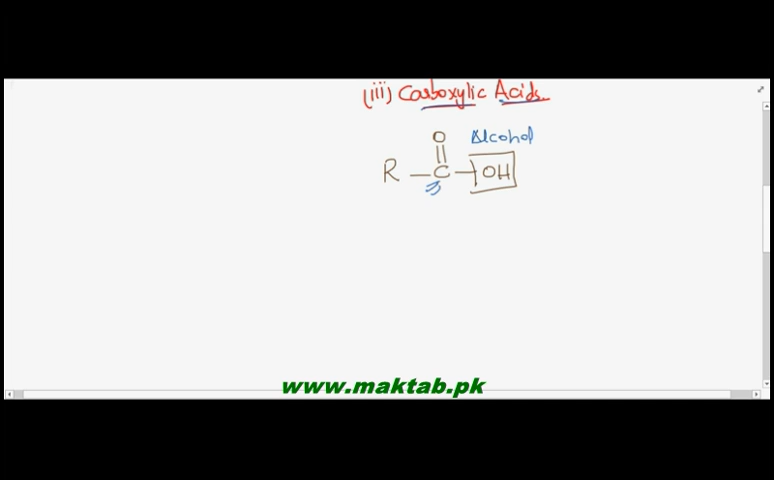 (iii) Carboxylic Acids
O Alcohol
R — C — OH
www.maktab.pk